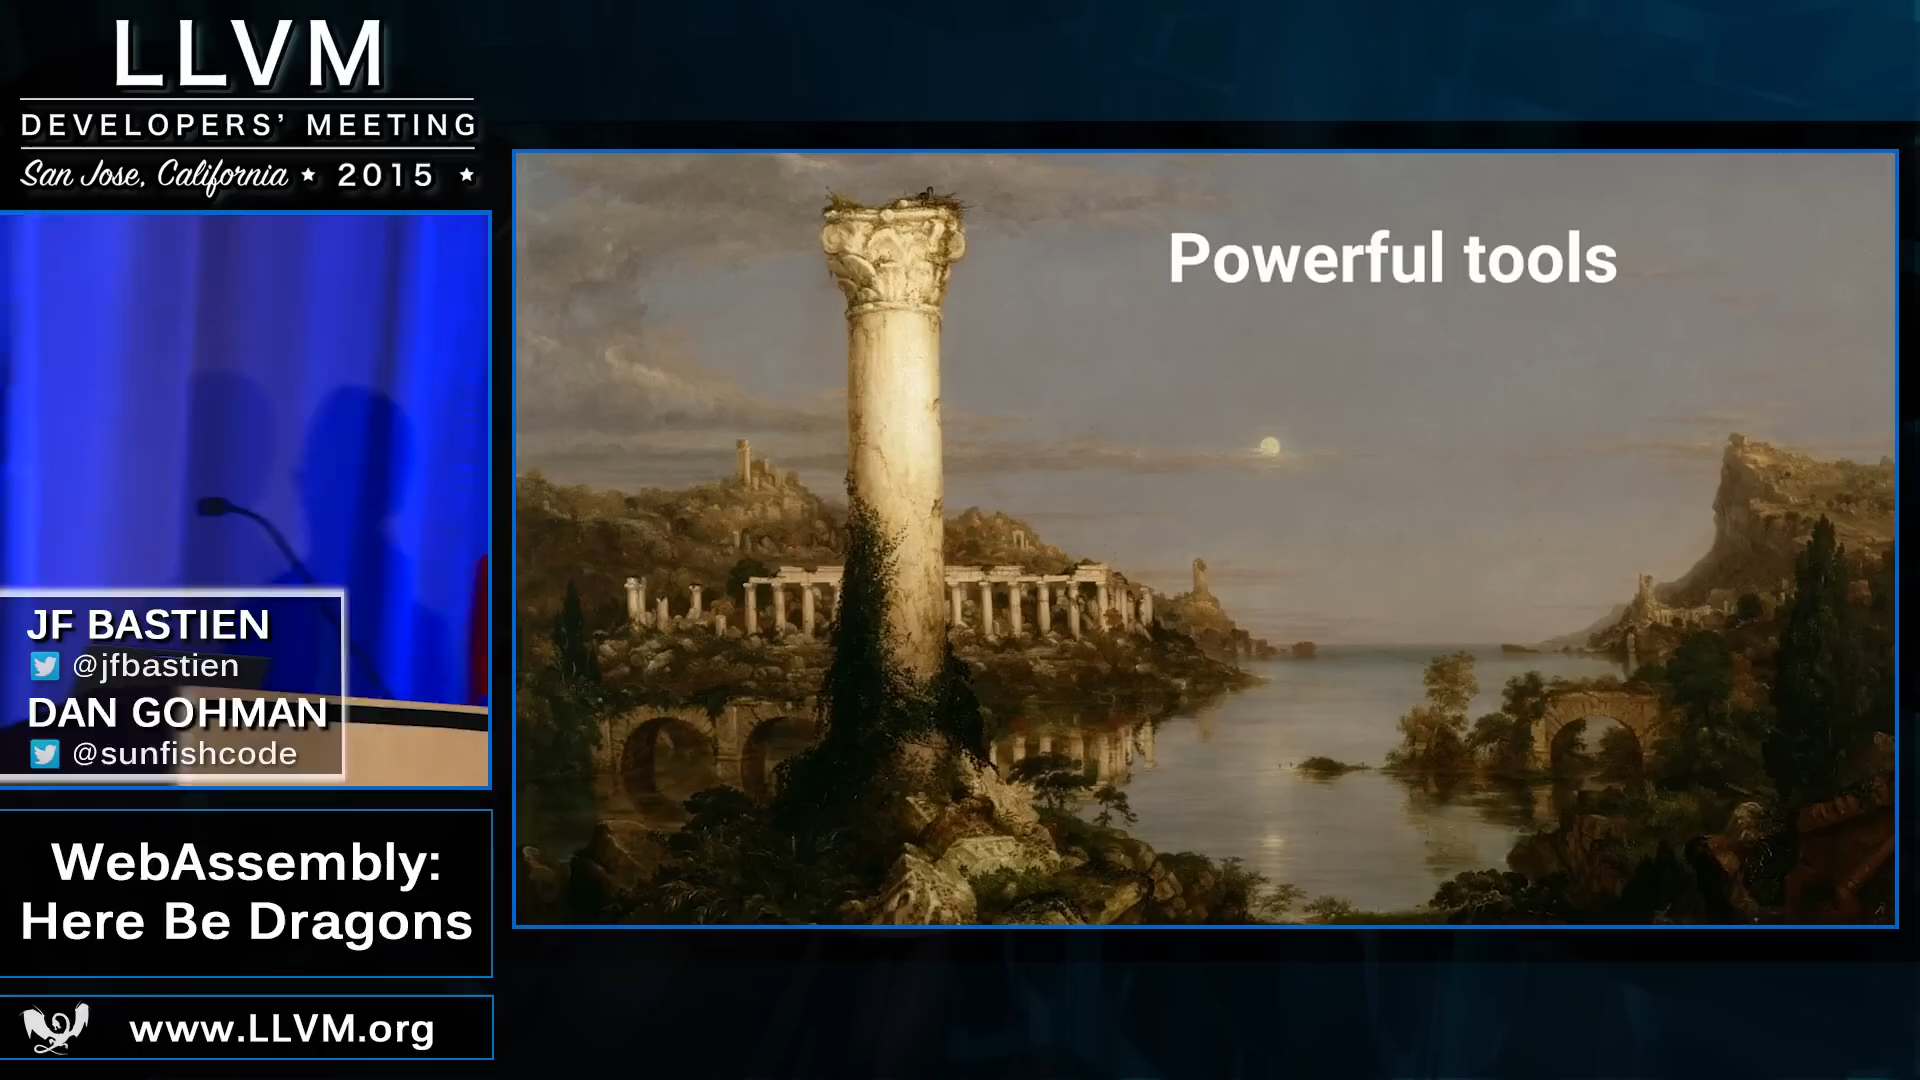 LLVM
DEVELOPERS' MEETING
San Jose, California ★ 2015 ★
JF BASTIEN
@jfbastien
DAN GOHMAN
@sunfishcode
WebAssembly:
Here Be Dragons
www.LLVM.org
Powerful tools